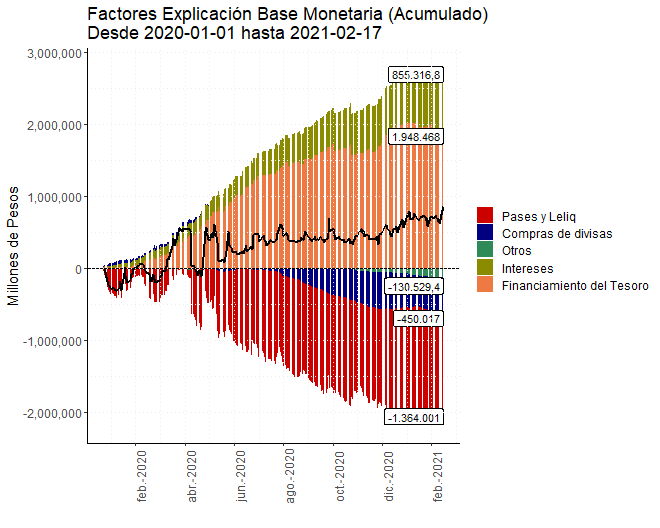 Factores Explicación Base Monetaria (Acumulado)
Desde 2020-01-01 hasta 2021-02-17
Millones de Pesos
3,000,000
2,000,000
1,000,000
0
-1,000,000
-2,000,000
855.316,8
1.948.468
-130.529,4
-450.017
-1.364.001
feb.-2020
abr.-2020
jun.-2020
ago.-2020
oct.-2020
dic.-2020
feb.-2021
Pases y Leliq
Compras de divisas
Otros
Intereses
Financiamiento del Tesoro